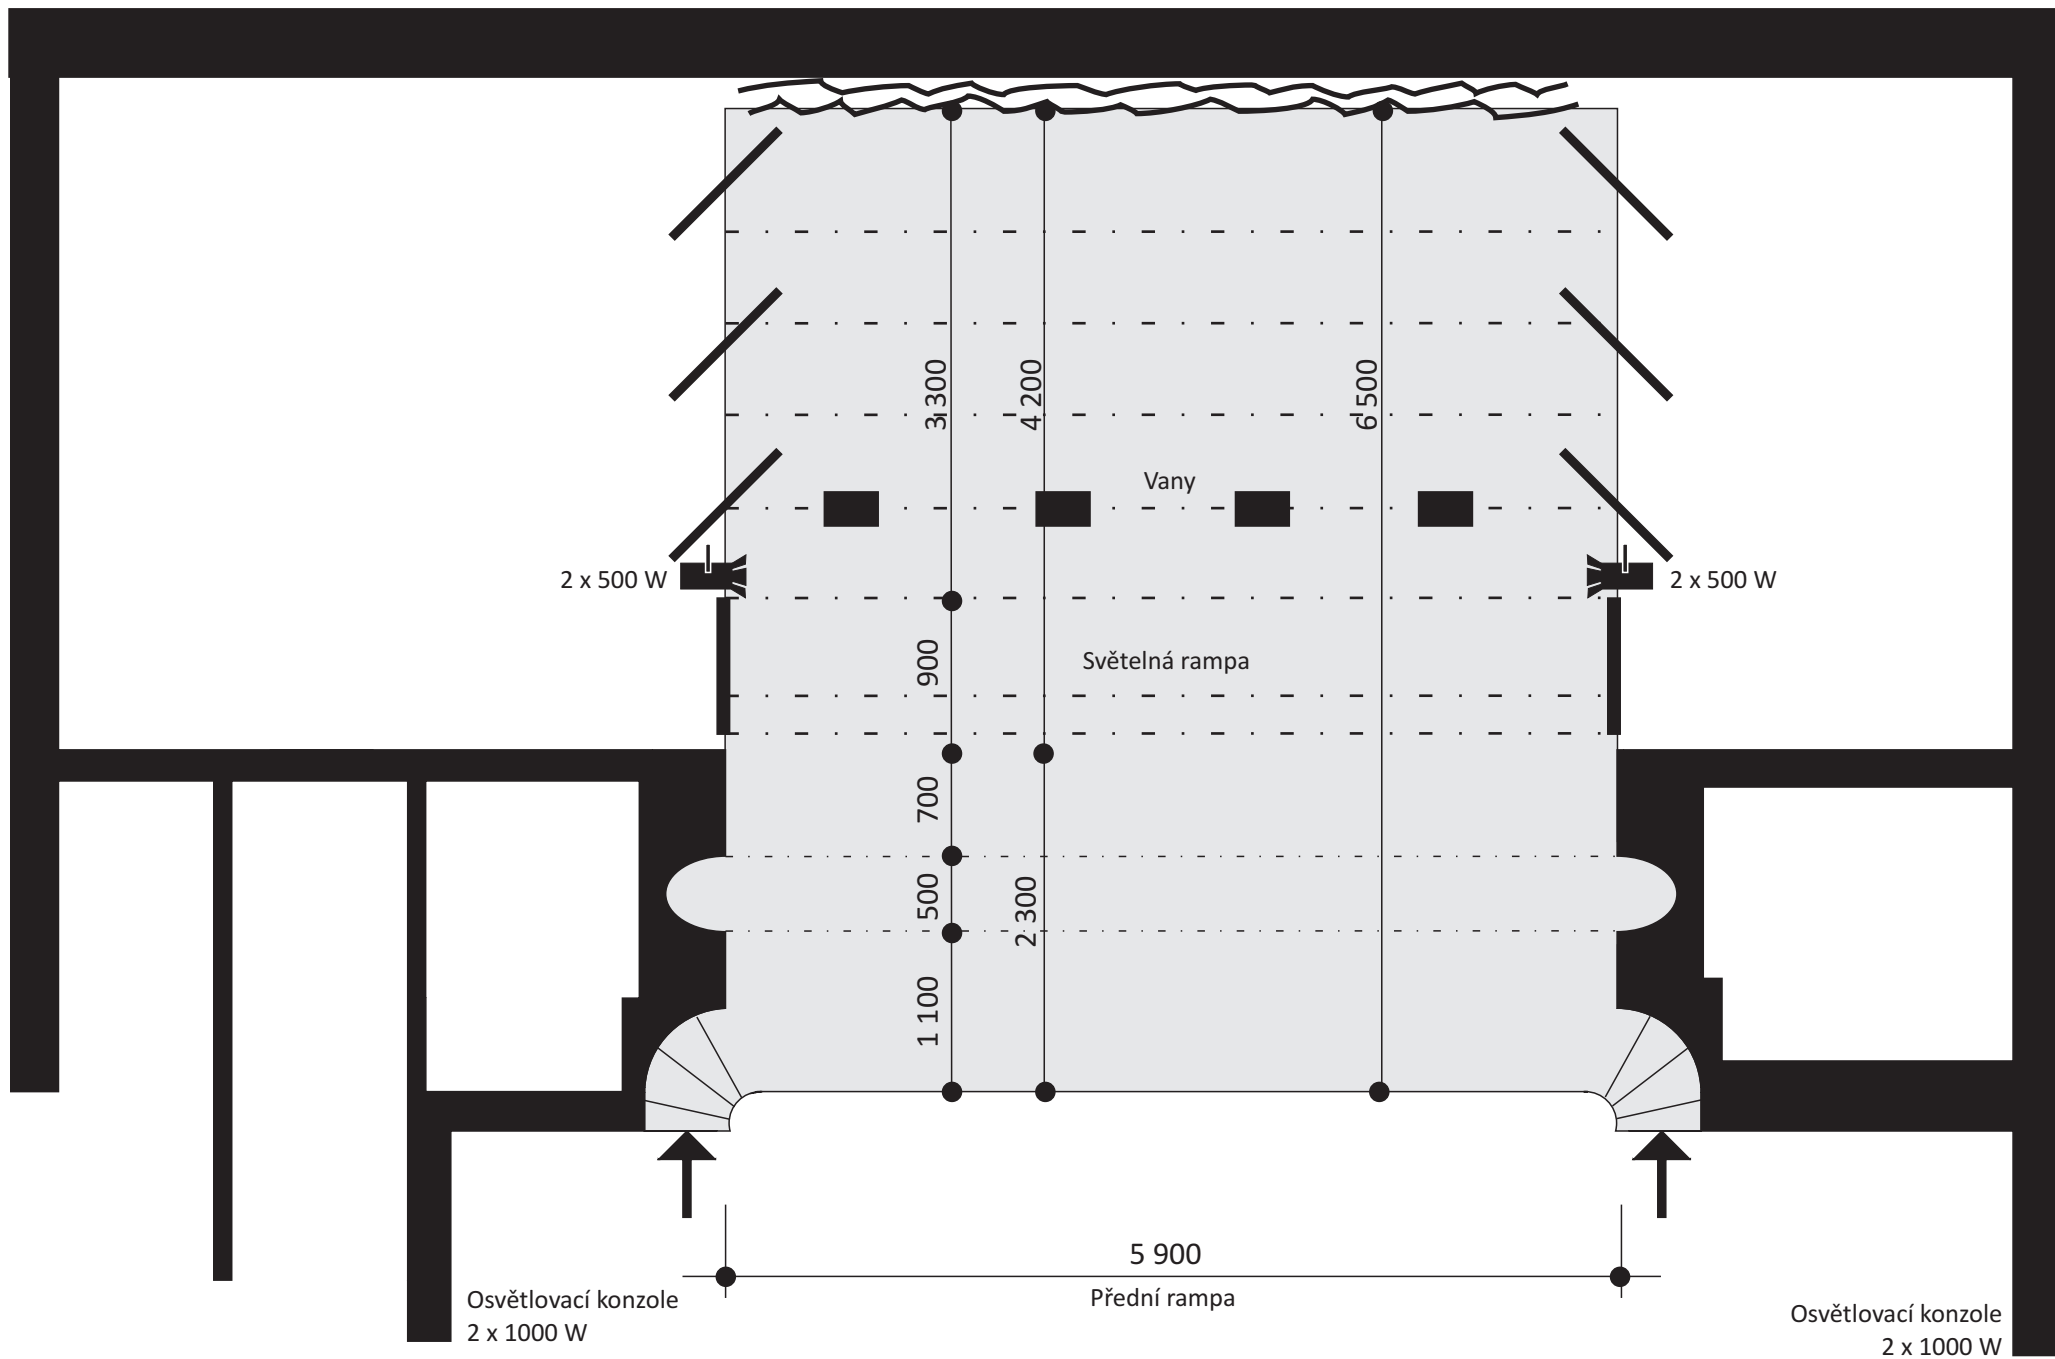 3 300
4 200
6 500
Vany
2 x 500 W
2 x 500 W
900
Světelná rampa
700
500
2 300
1 100
5 900
Přední rampa
Osvětlovací konzole
2 x 1000 W
Osvětlovací konzole
2 x 1000 W